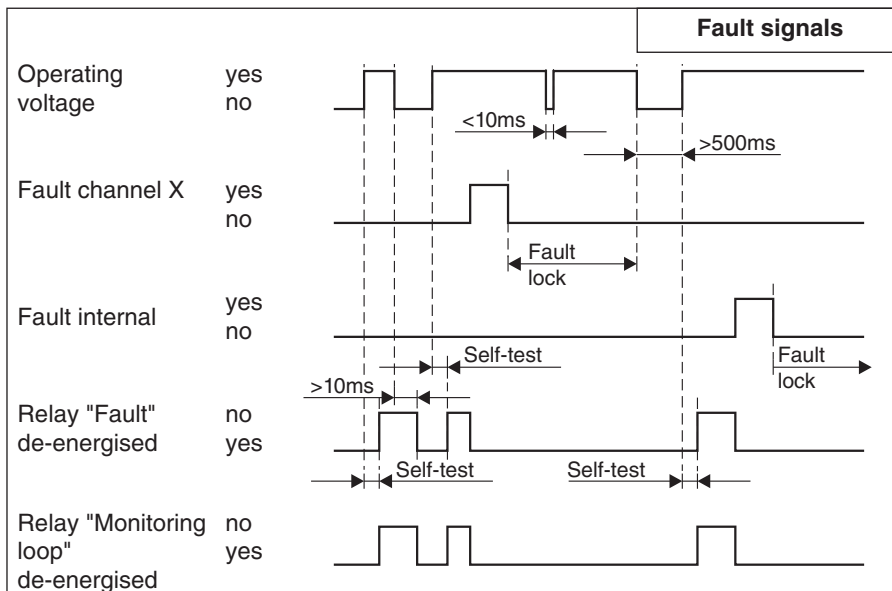 Fault signals
Operating yes
voltage no
<10ms
>500ms
Fault channel X yes
no
Fault
lock
yes
Fault internal no
Self-test
Fault
lock
>10ms
Relay "Fault" no
de-energised yes
Self-test
Self-test
Relay "Monitoring no
loop" yes
de-energised